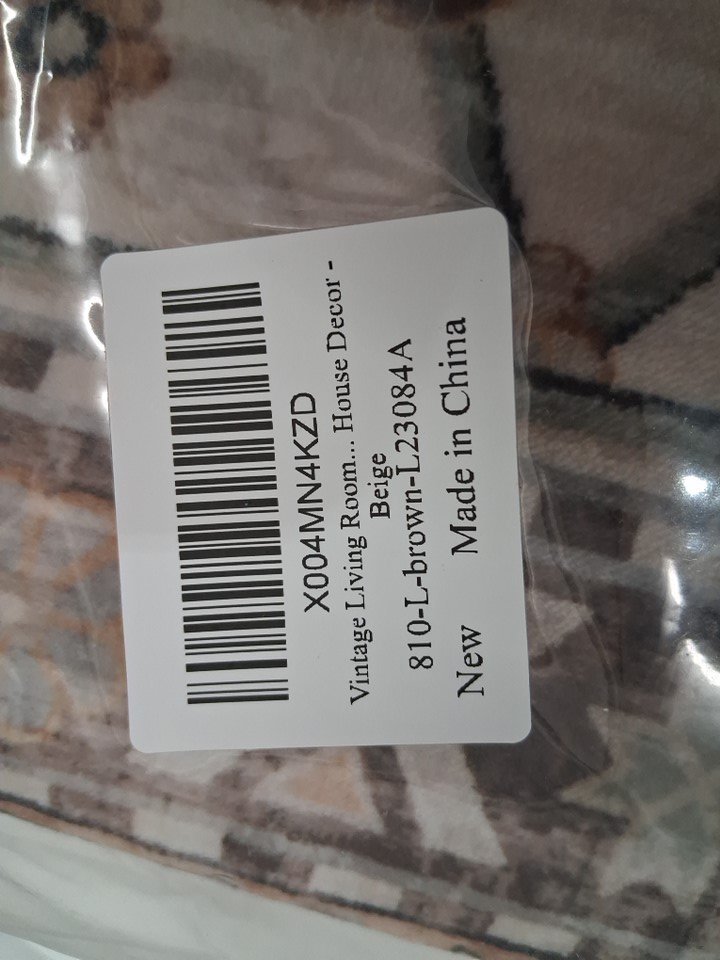 X004MN4KZD
Vintage Living Room... House Decor -
Beige
810-L-brown-L23084A
New Made in China